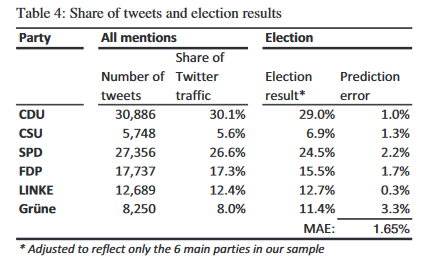 Table 4: Share of tweets and election results
Party All mentions Election
Number of tweets Share of Twitter traffic Election result* Prediction error
CDU 30,886 30.1% 29.0% 1.0%
CSU 5,748 5.6% 6.9% 1.3%
SPD 27,356 26.6% 24.5% 2.2%
FDP 17,737 17.3% 15.5% 1.7%
LINKE 12,689 12.4% 12.7% 0.3%
Grüne 8,250 8.0% 11.4% 3.3%
MAE: 1.65%
* Adjusted to reflect only the 6 main parties in our sample